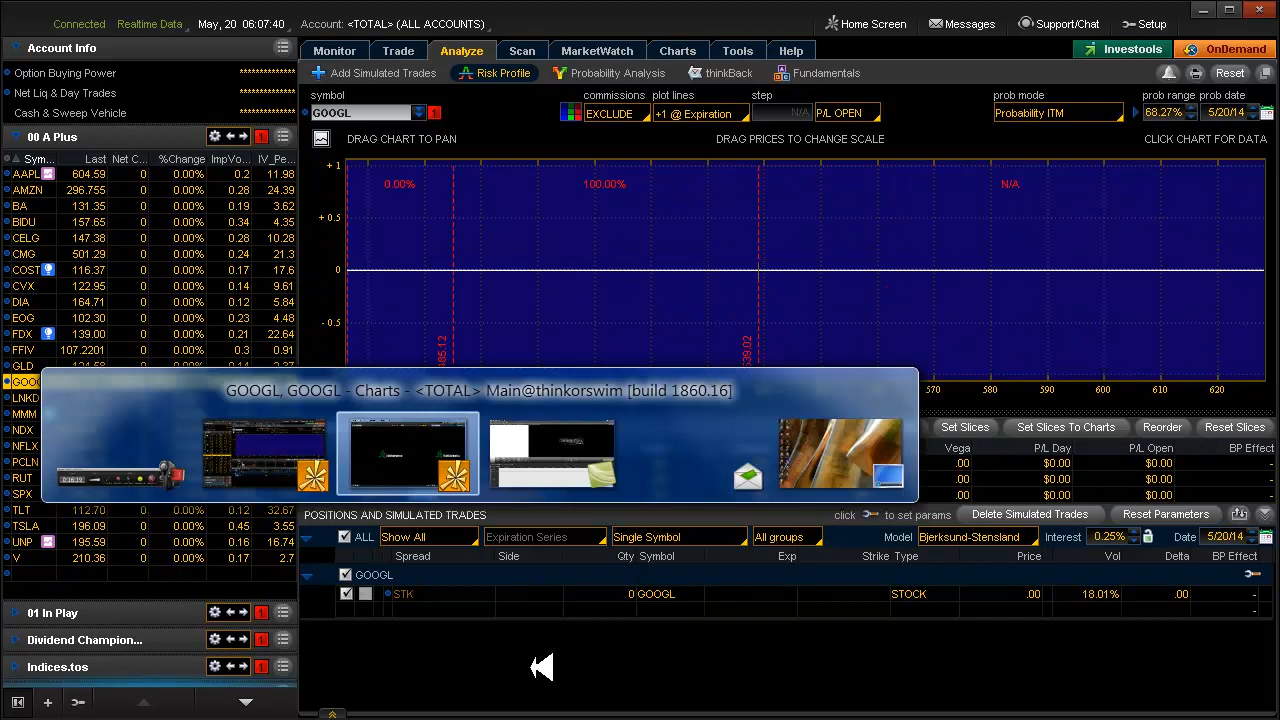 Connected Realtime Data May, 20 06:07:40 Account: <TOTAL> (ALL ACCOUNTS) Home Screen Messages Support/Chat Setup
Account Info
Monitor Trade Analyze Scan MarketWatch Charts Tools Help Investools OnDemand
Option Buying Power **************
Net Liq & Day Trades **************
Cash & Sweep Vehicle **************
Add Simulated Trades Risk Profile Probability Analysis thinkBack Fundamentals Reset
symbol commissions plot lines step prob mode prob range prob date
GOOGL 1 EXCLUDE +1 @ Expiration N/A P/L OPEN Probability ITM 68.27% 5/20/14
00 A Plus 1
DRAG CHART TO PAN DRAG PRICES TO CHANGE SCALE CLICK CHART FOR DATA
Sym... Last Net C... %Change ImpVo... IV_Pe...
AAPL 604.59 0 0.00% 0.2 11.98
AMZN 296.755 0 0.00% 0.28 24.39
BA 131.35 0 0.00% 0.19 3.62
BIDU 157.65 0 0.00% 0.34 4.35
CELG 147.38 0 0.00% 0.28 10.28
CMG 501.29 0 0.00% 0.24 21.3
COST 116.37 0 0.00% 0.17 17.6
CVX 122.95 0 0.00% 0.14 9.61
DIA 164.71 0 0.00% 0.12 5.84
EOG 102.30 0 0.00% 0.23 4.48
FDX 139.00 0 0.00% 0.21 22.64
FFIV 107.2201 0 0.00% 0.3 0.91
GLD
GOO
LNKD
MMM
NDX
NFLX
PCLN
RUT
SPX
TLT 112.70 0 0.00% 0.12 32.67
TSLA 196.09 0 0.00% 0.45 3.55
UNP 195.59 0 0.00% 0.16 16.74
V 210.36 0 0.00% 0.17 2.7
+ 1
0.00% 100.00% N/A
+ 0.5
0
- 0.5
539.02
570 580 590 600 610 620
GOOGL, GOOGL - Charts - <TOTAL> Main@thinkorswim [build 1860.16]
Set Slices Set Slices To Charts Reorder Reset Slices
Vega P/L Day P/L Open BP Effect
.00 $0.00 $0.00
.00 $0.00 $0.00
.00 $0.00 $0.00
POSITIONS AND SIMULATED TRADES click to set params Delete Simulated Trades Reset Parameters
ALL Show All Expiration Series Single Symbol All groups Model Bjerksund-Stensland Interest 0.25% Date 5/20/14
Spread Side Qty Symbol Exp Strike Type Price Vol Delta BP Effect
GOOGL -
STK 0 GOOGL STOCK .00 18.01% .00 -
01 In Play 1
Dividend Champion... 1
Indices.tos 1